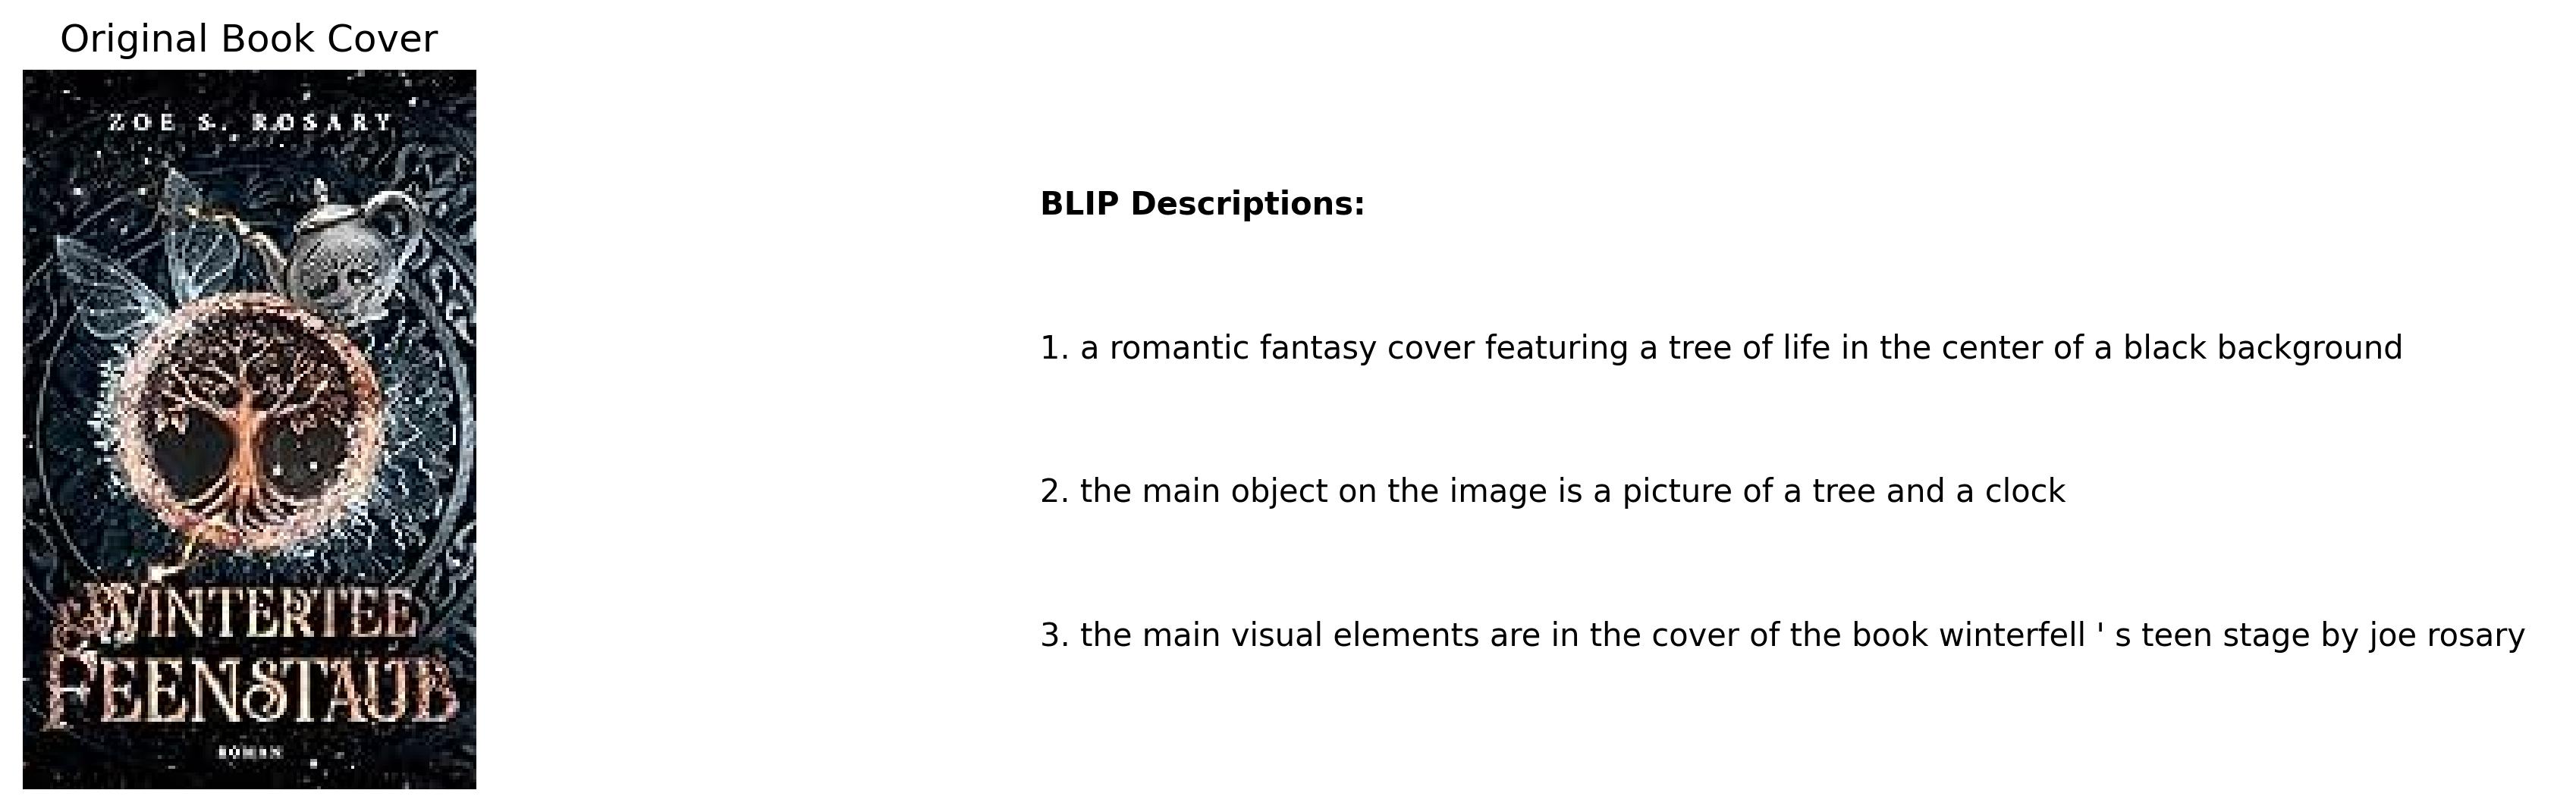 Original Book Cover
ZOE S. ROSARY
WINTERTEE
FEENSTAUB
ROMAN
BLIP Descriptions:
1. a romantic fantasy cover featuring a tree of life in the center of a black background
2. the main object on the image is a picture of a tree and a clock
3. the main visual elements are in the cover of the book winterfell ' s teen stage by joe rosary